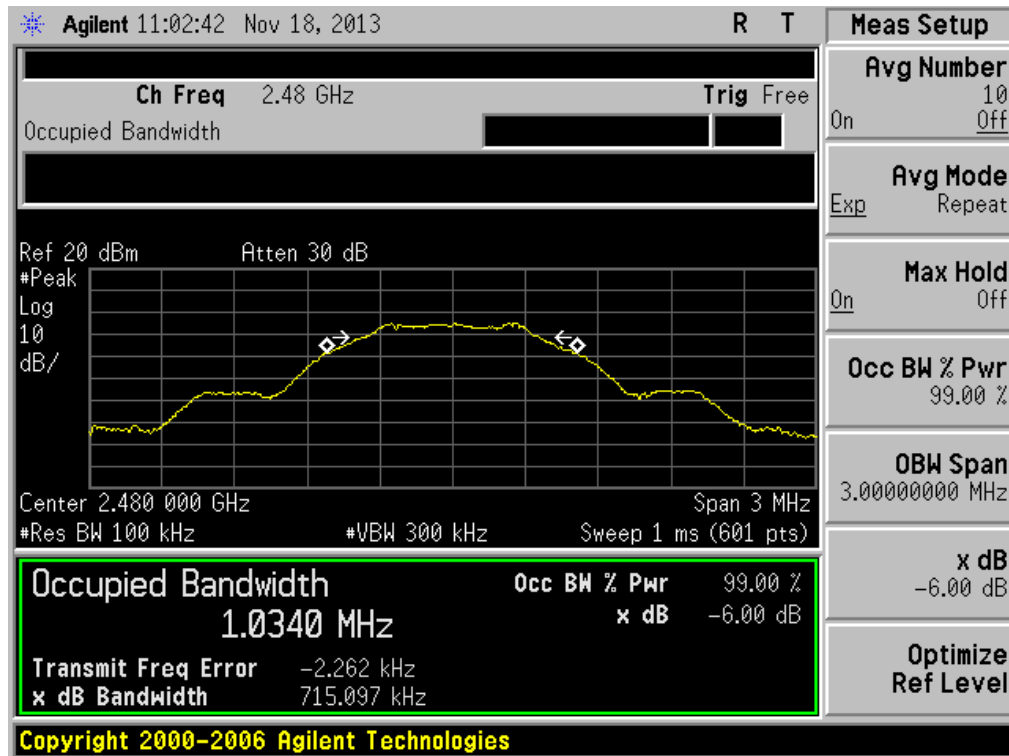 Agilent 11:02:42 Nov 18, 2013 R T
Ch Freq 2.48 GHz Trig Free
Occupied Bandwidth
Ref 20 dBm Atten 30 dB
#Peak
Log
10
dB/
Center 2.480 000 GHz Span 3 MHz
#Res BW 100 kHz #VBW 300 kHz Sweep 1 ms (601 pts)
Occupied Bandwidth Occ BW % Pwr 99.00 %
1.0340 MHz x dB -6.00 dB
Transmit Freq Error -2.262 kHz
x dB Bandwidth 715.097 kHz
Copyright 2000-2006 Agilent Technologies
Meas Setup
Avg Number
10
On Off
Avg Mode
Exp Repeat
Max Hold
On Off
Occ BW % Pwr
99.00 %
OBW Span
3.00000000 MHz
x dB
-6.00 dB
Optimize
Ref Level